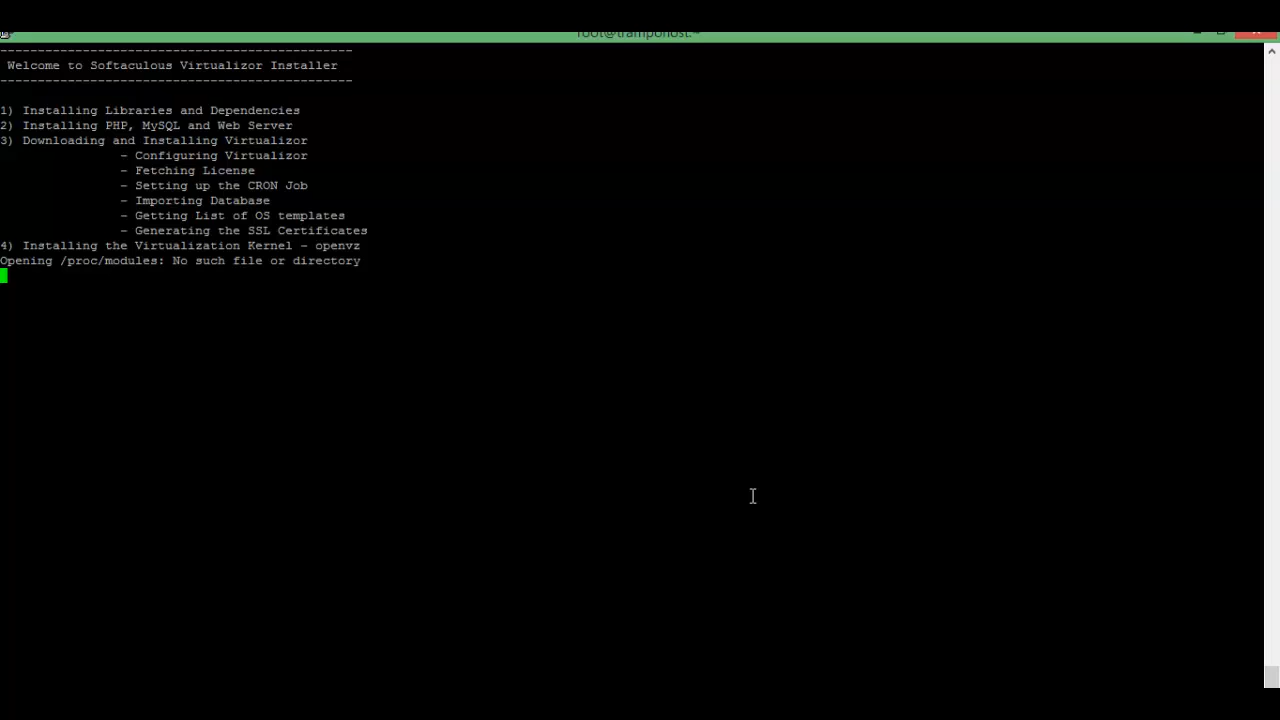 root@tramponost:~
-----------------------------------------------
Welcome to Softaculous Virtualizor Installer
-----------------------------------------------
1) Installing Libraries and Dependencies
2) Installing PHP, MySQL and Web Server
3) Downloading and Installing Virtualizor
- Configuring Virtualizor
- Fetching License
- Setting up the CRON Job
- Importing Database
- Getting List of OS templates
- Generating the SSL Certificates
4) Installing the Virtualization Kernel - openvz
Opening /proc/modules: No such file or directory